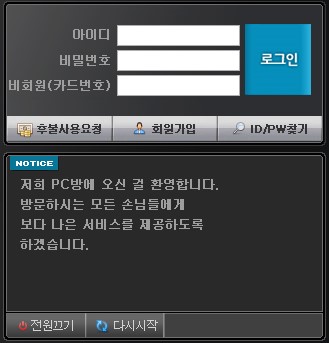 아이디
비밀번호
비회원(카드번호)
로그인
후불사용요청 회원가입 ID/PW찾기
NOTICE
저희 PC방에 오신 걸 환영합니다.
방문하시는 모든 손님들에게
보다 나은 서비스를 제공하도록
하겠습니다.
전원끄기 다시시작